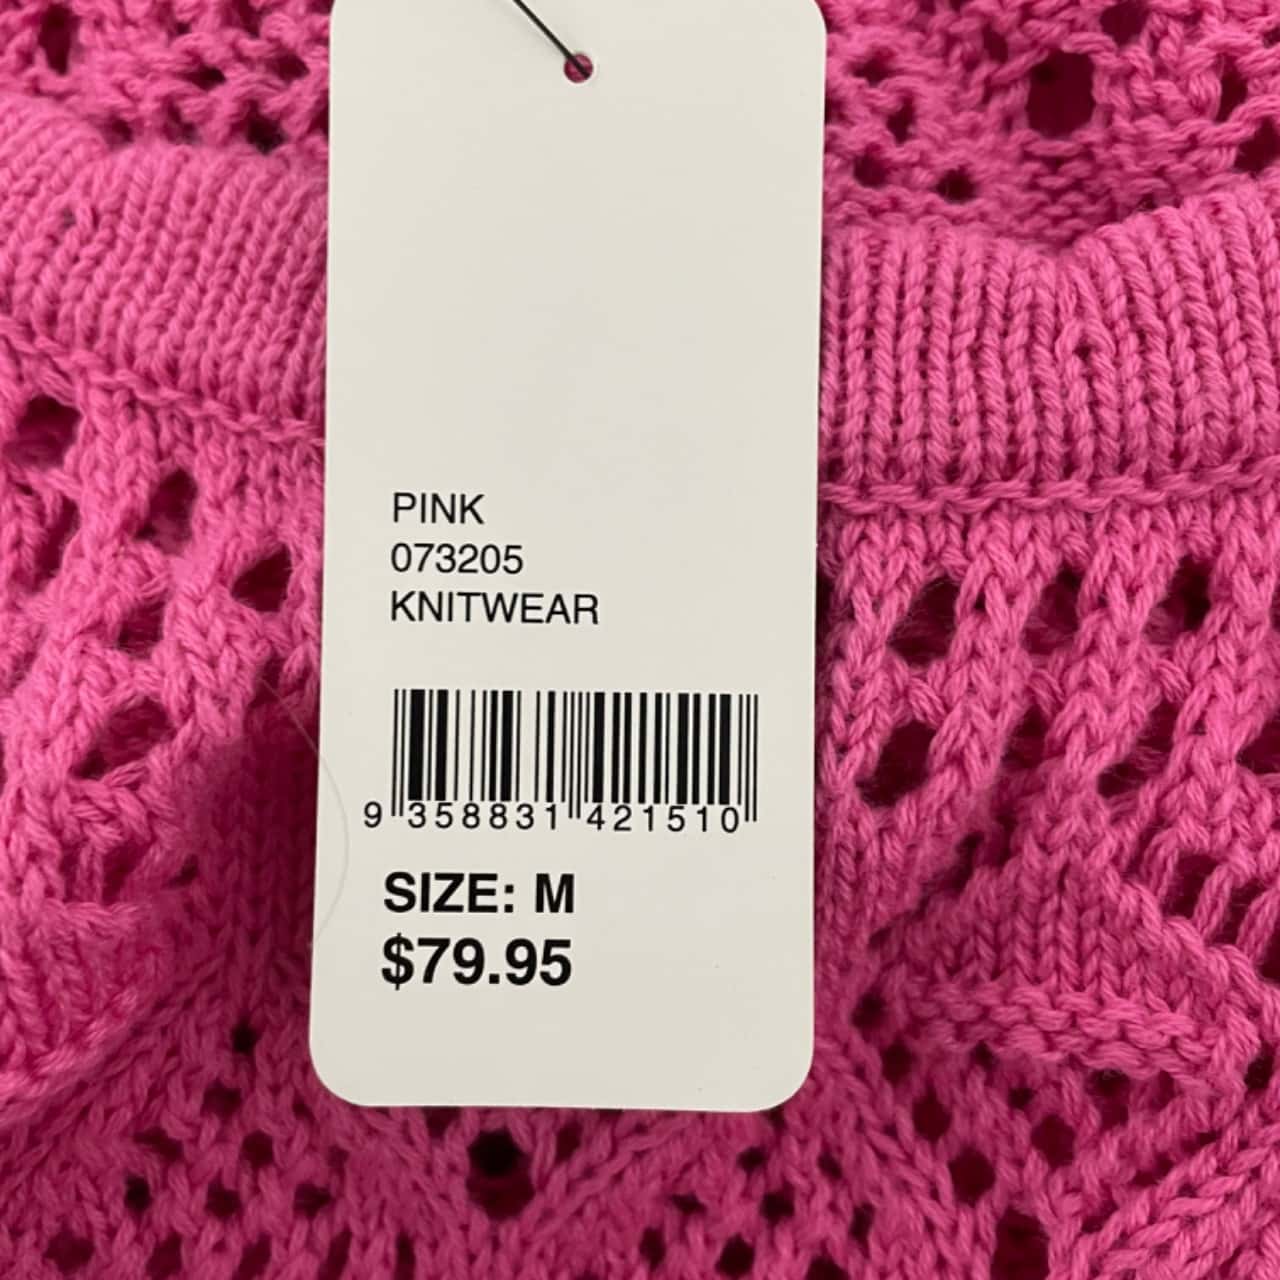 PINK
073205
KNITWEAR
9 358831 421510
SIZE: M
$79.95